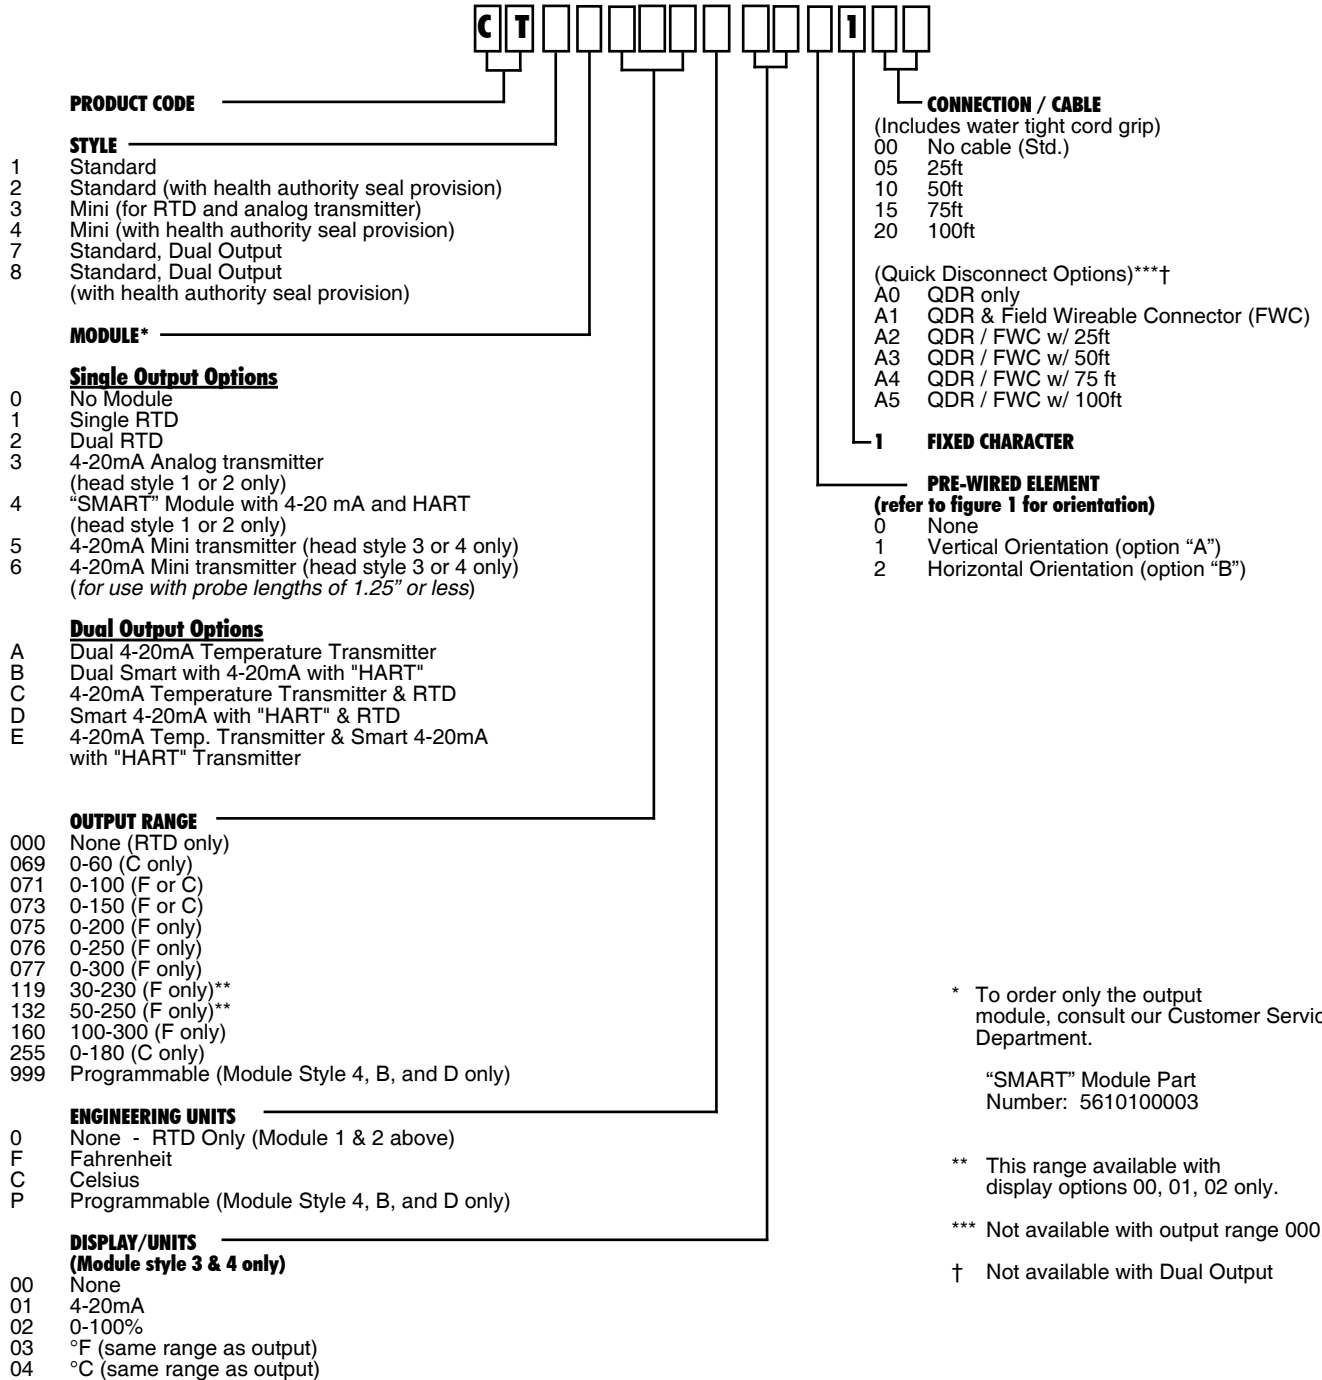 C T 1
PRODUCT CODE
STYLE
1 Standard
2 Standard (with health authority seal provision)
3 Mini (for RTD and analog transmitter)
4 Mini (with health authority seal provision)
7 Standard, Dual Output
8 Standard, Dual Output
(with health authority seal provision)
MODULE*
Single Output Options
0 No Module
1 Single RTD
2 Dual RTD
3 4-20mA Analog transmitter
(head style 1 or 2 only)
4 “SMART” Module with 4-20 mA and HART
(head style 1 or 2 only)
5 4-20mA Mini transmitter (head style 3 or 4 only)
6 4-20mA Mini transmitter (head style 3 or 4 only)
(for use with probe lengths of 1.25” or less)
Dual Output Options
A Dual 4-20mA Temperature Transmitter
B Dual Smart with 4-20mA with "HART"
C 4-20mA Temperature Transmitter & RTD
D Smart 4-20mA with "HART" & RTD
E 4-20mA Temp. Transmitter & Smart 4-20mA
with "HART" Transmitter
OUTPUT RANGE
000 None (RTD only)
069 0-60 (C only)
071 0-100 (F or C)
073 0-150 (F or C)
075 0-200 (F only)
076 0-250 (F only)
077 0-300 (F only)
119 30-230 (F only)**
132 50-250 (F only)**
160 100-300 (F only)
255 0-180 (C only)
999 Programmable (Module Style 4, B, and D only)
ENGINEERING UNITS
0 None - RTD Only (Module 1 & 2 above)
F Fahrenheit
C Celsius
P Programmable (Module Style 4, B, and D only)
DISPLAY/UNITS
(Module style 3 & 4 only)
00 None
01 4-20mA
02 0-100%
03 °F (same range as output)
04 °C (same range as output)
CONNECTION / CABLE
(Includes water tight cord grip)
00 No cable (Std.)
05 25ft
10 50ft
15 75ft
20 100ft
(Quick Disconnect Options)***†
A0 QDR only
A1 QDR & Field Wireable Connector (FWC)
A2 QDR / FWC w/ 25ft
A3 QDR / FWC w/ 50ft
A4 QDR / FWC w/ 75 ft
A5 QDR / FWC w/ 100ft
1 FIXED CHARACTER
PRE-WIRED ELEMENT
(refer to figure 1 for orientation)
0 None
1 Vertical Orientation (option “A”)
2 Horizontal Orientation (option “B”)
* To order only the output
module, consult our Customer Servic
Department.
“SMART” Module Part
Number: 5610100003
** This range available with
display options 00, 01, 02 only.
*** Not available with output range 000
† Not available with Dual Output